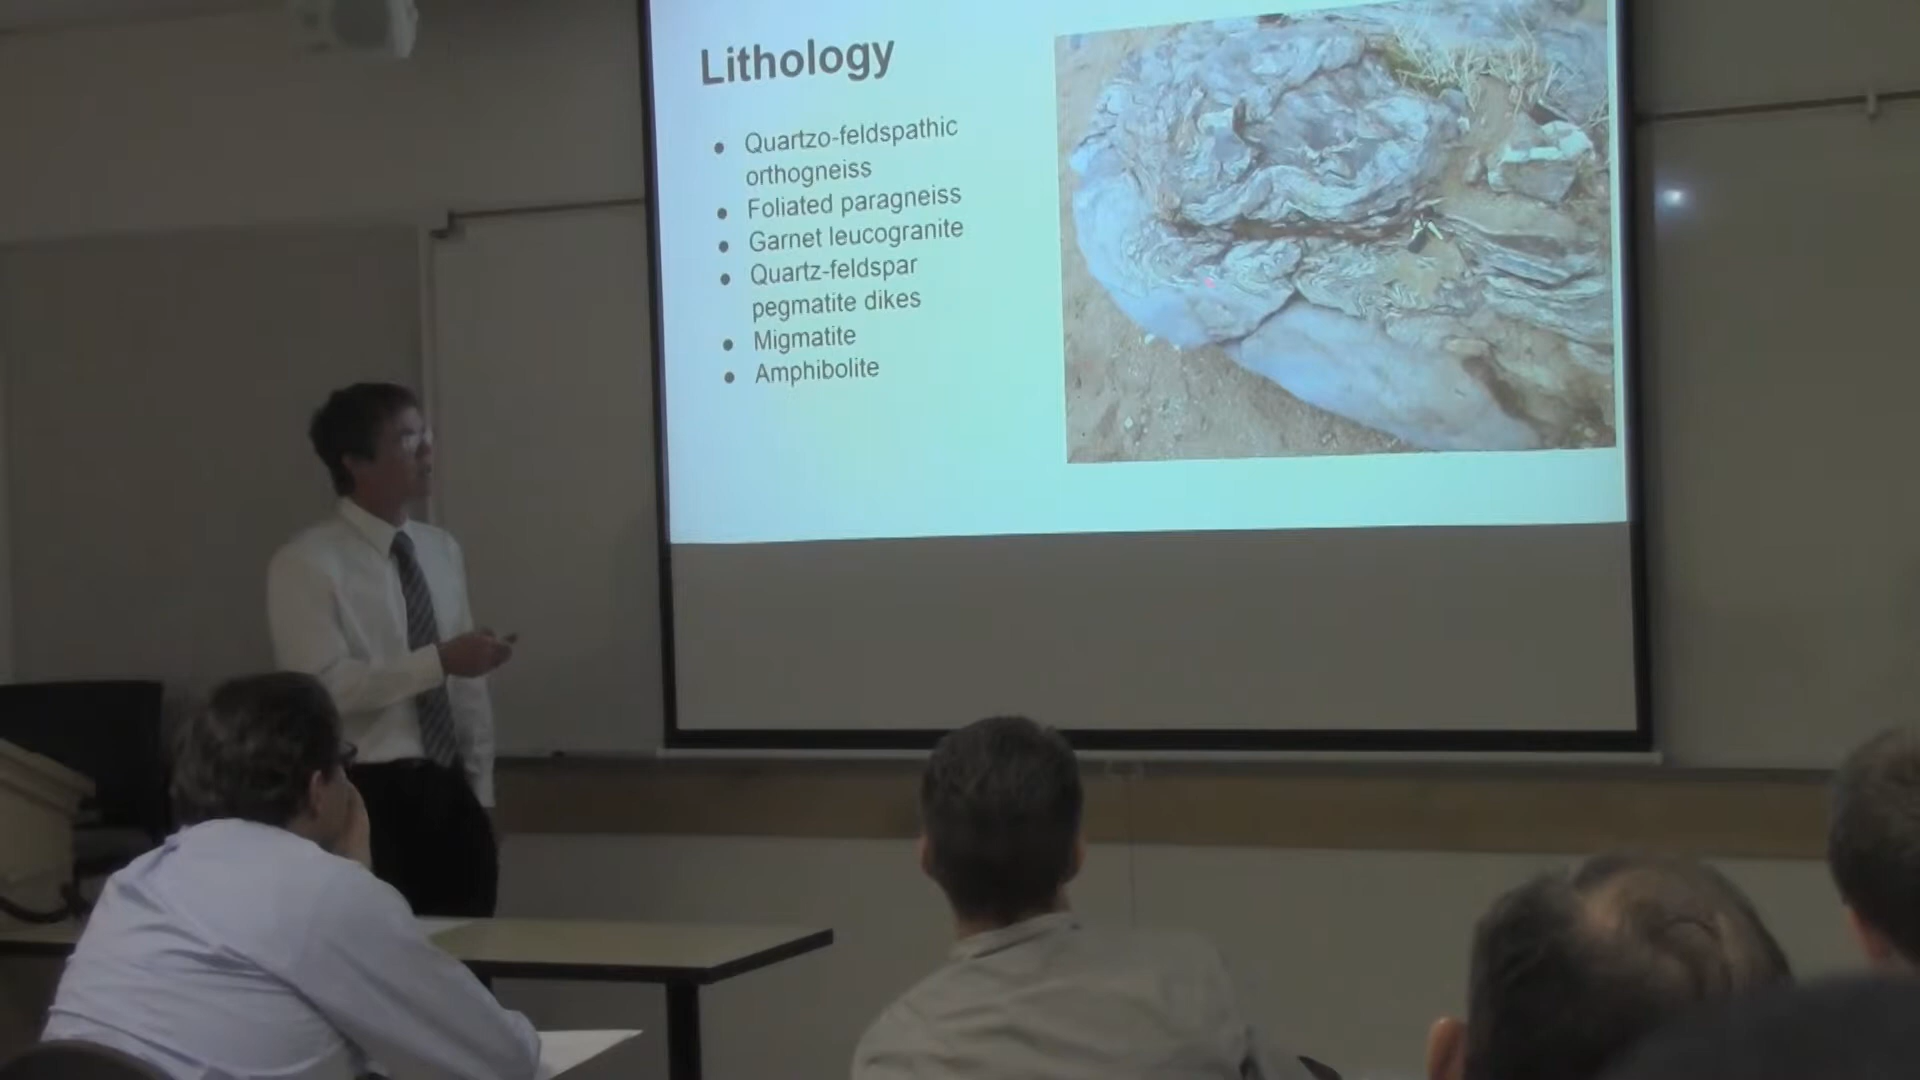 Lithology
● Quartzo-feldspathic
orthogneiss
● Foliated paragneiss
● Garnet leucogranite
● Quartz-feldspar
pegmatite dikes
● Migmatite
● Amphibolite